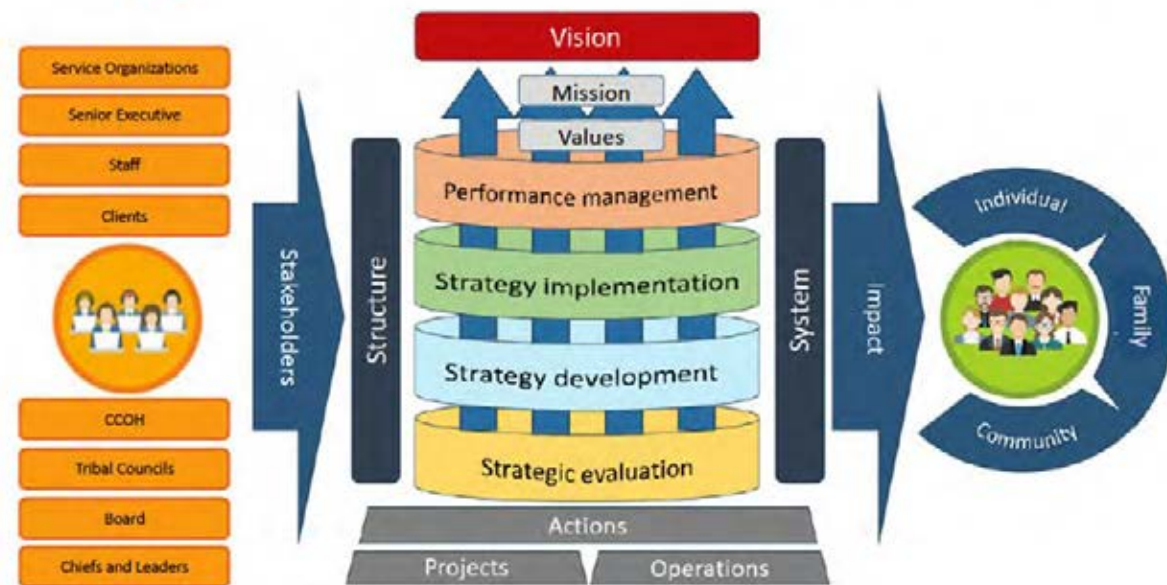 Service Organizations
Senior Executive
Staff
Clients
CCOH
Tribal Councils
Board
Chiefs and Leaders
Stakeholders
Structure
Vision
Mission
Values
Performance management
Strategy implementation
Strategy development
Strategic evaluation
Actions
Projects
Operations
System
Impact
Individual
Family
Community